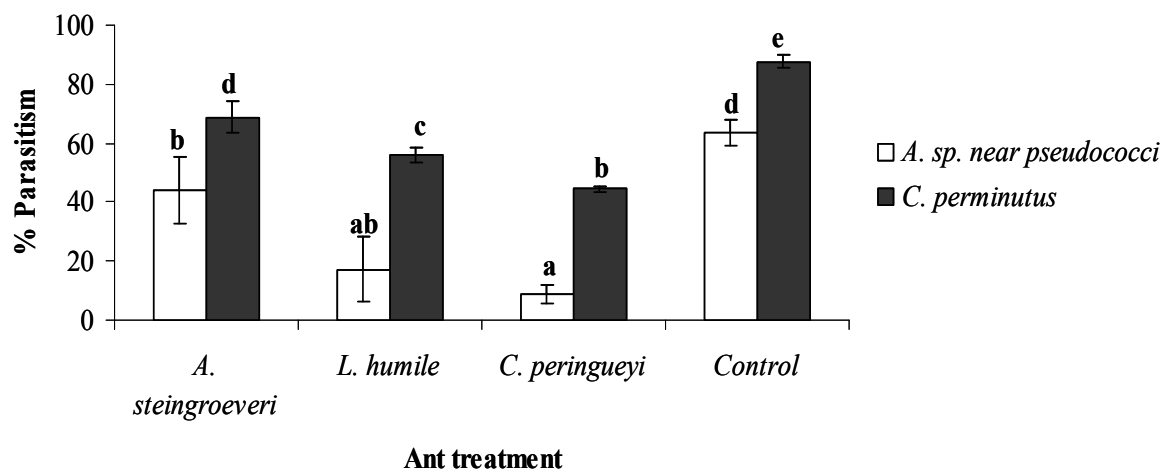 100
80
60
40
20
0
% Parasitism
b
d
ab
c
a
b
d
e
A. sp. near pseudococci
C. perminutus
A.
steingroeveri
L. humile
C. peringueyi
Control
Ant treatment